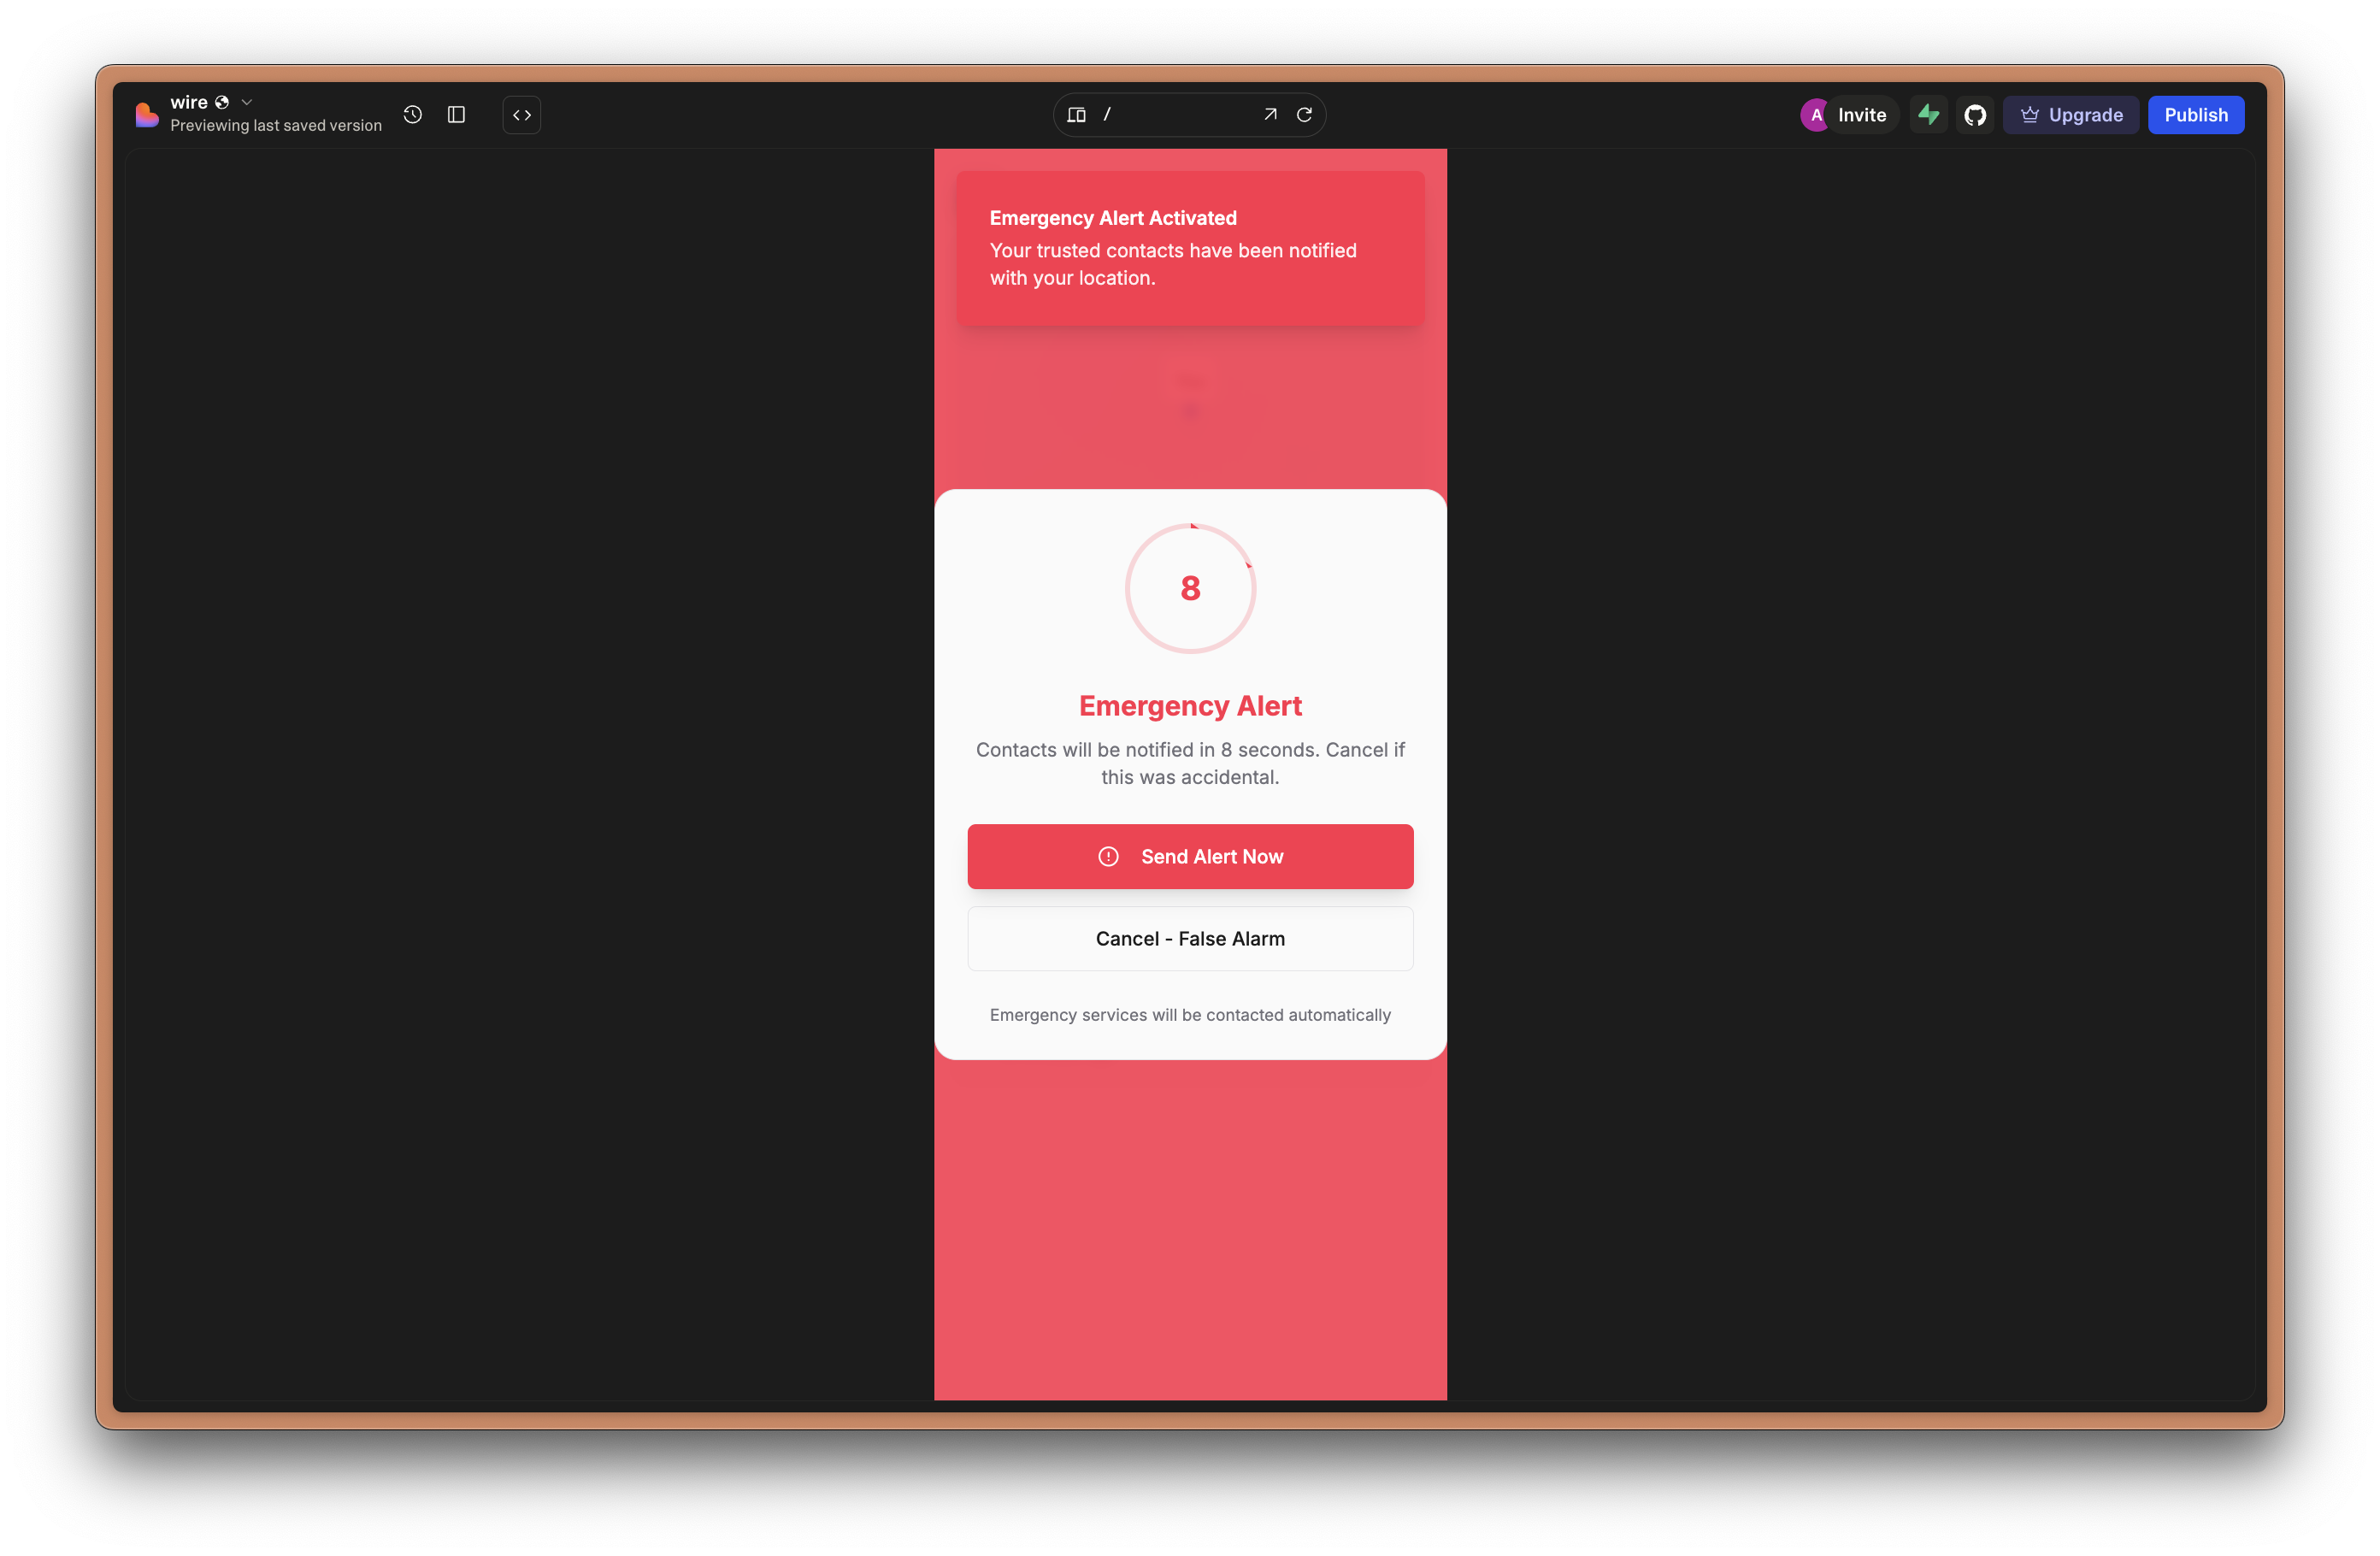 wire
Previewing last saved version
/
A
Invite
Upgrade
Publish
Emergency Alert Activated
Your trusted contacts have been notified
with your location.
8
Emergency Alert
Contacts will be notified in 8 seconds. Cancel if
this was accidental.
Send Alert Now
Cancel - False Alarm
Emergency services will be contacted automatically